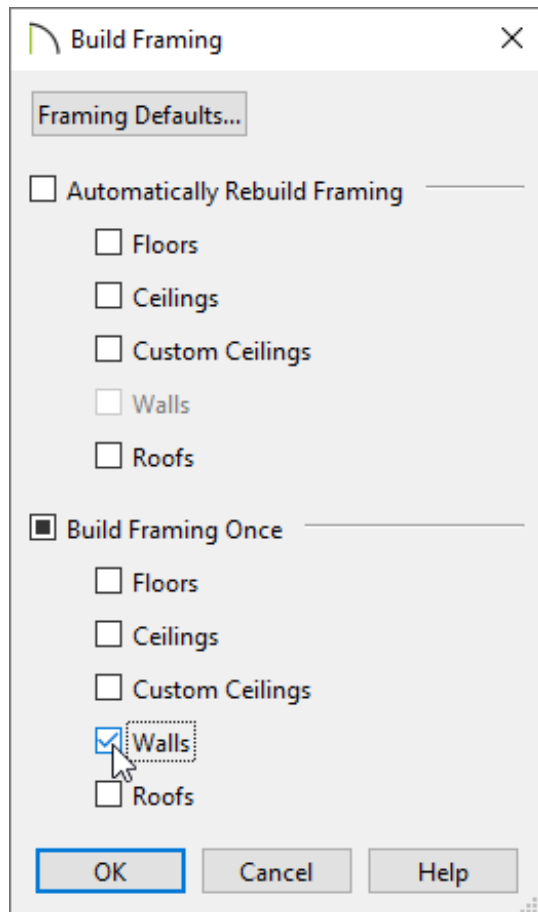 Build Framing
Framing Defaults...
Automatically Rebuild Framing
Floors
Ceilings
Custom Ceilings
Walls
Roofs
Build Framing Once
Floors
Ceilings
Custom Ceilings
Walls
Roofs
OK Cancel Help